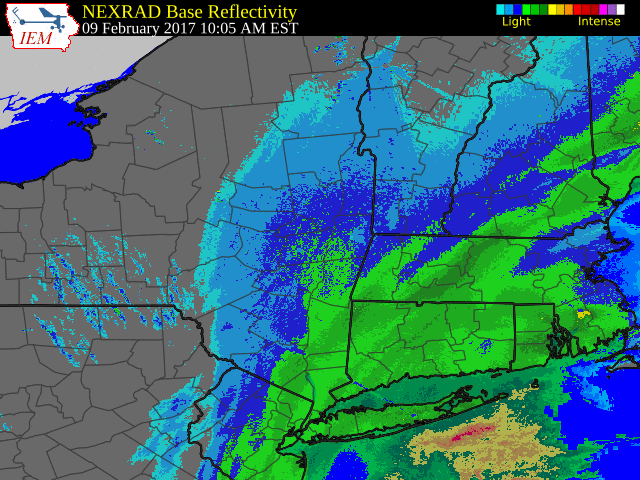 NEXRAD Base Reflectivity
09 February 2017 10:05 AM EST
IEM
Light Intense